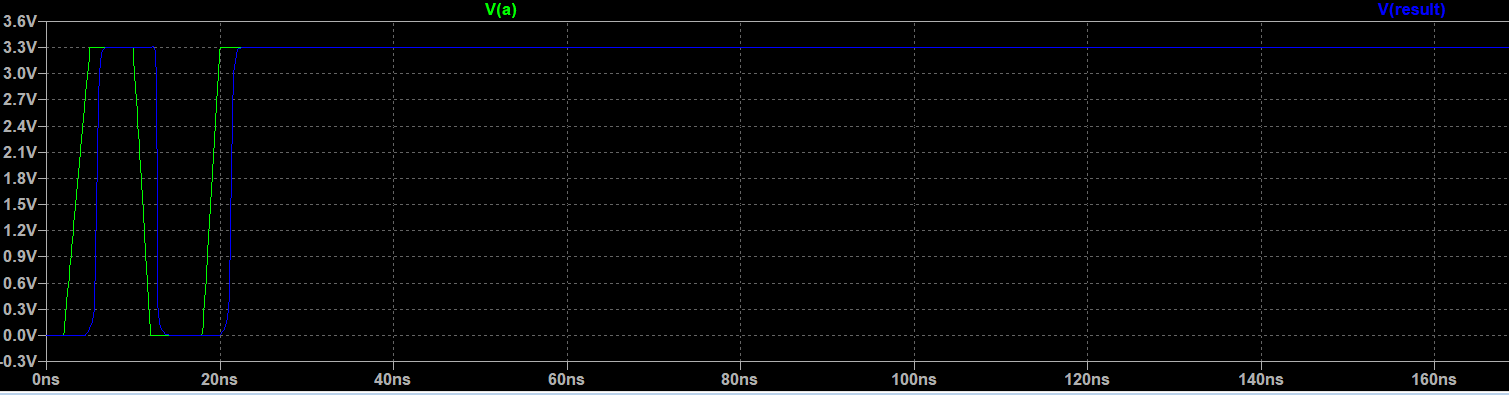 V(a) V(result)
3.6V
3.3V
3.0V
2.7V
2.4V
2.1V
1.8V
1.5V
1.2V
0.9V
0.6V
0.3V
0.0V
-0.3V
0ns 20ns 40ns 60ns 80ns 100ns 120ns 140ns 160ns